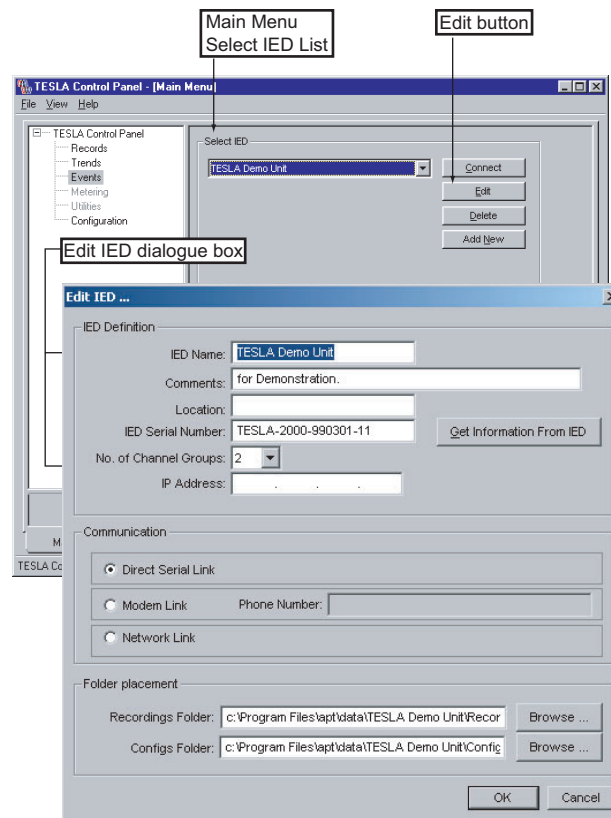 Main Menu
Select IED List
Edit button
TESLA Control Panel - [Main Menu]
File View Help
TESLA Control Panel
Records
Trends
Events
Metering
Utilities
Configuration
Select IED
TESLA Demo Unit
Connect
Edit
Delete
Add New
Edit IED dialogue box
Edit IED ...
IED Definition
IED Name: TESLA Demo Unit
Comments: for Demonstration.
Location:
IED Serial Number: TESLA-2000-990301-11
Get Information From IED
No. of Channel Groups: 2
IP Address: . . .
M
Communication
TESLA Co
Direct Serial Link
Modem Link Phone Number:
Network Link
Folder placement
Recordings Folder: c:\Program Files\apt\data\TESLA Demo Unit\Recor Browse ...
Configs Folder: c:\Program Files\apt\data\TESLA Demo Unit\Config Browse ...
OK Cancel